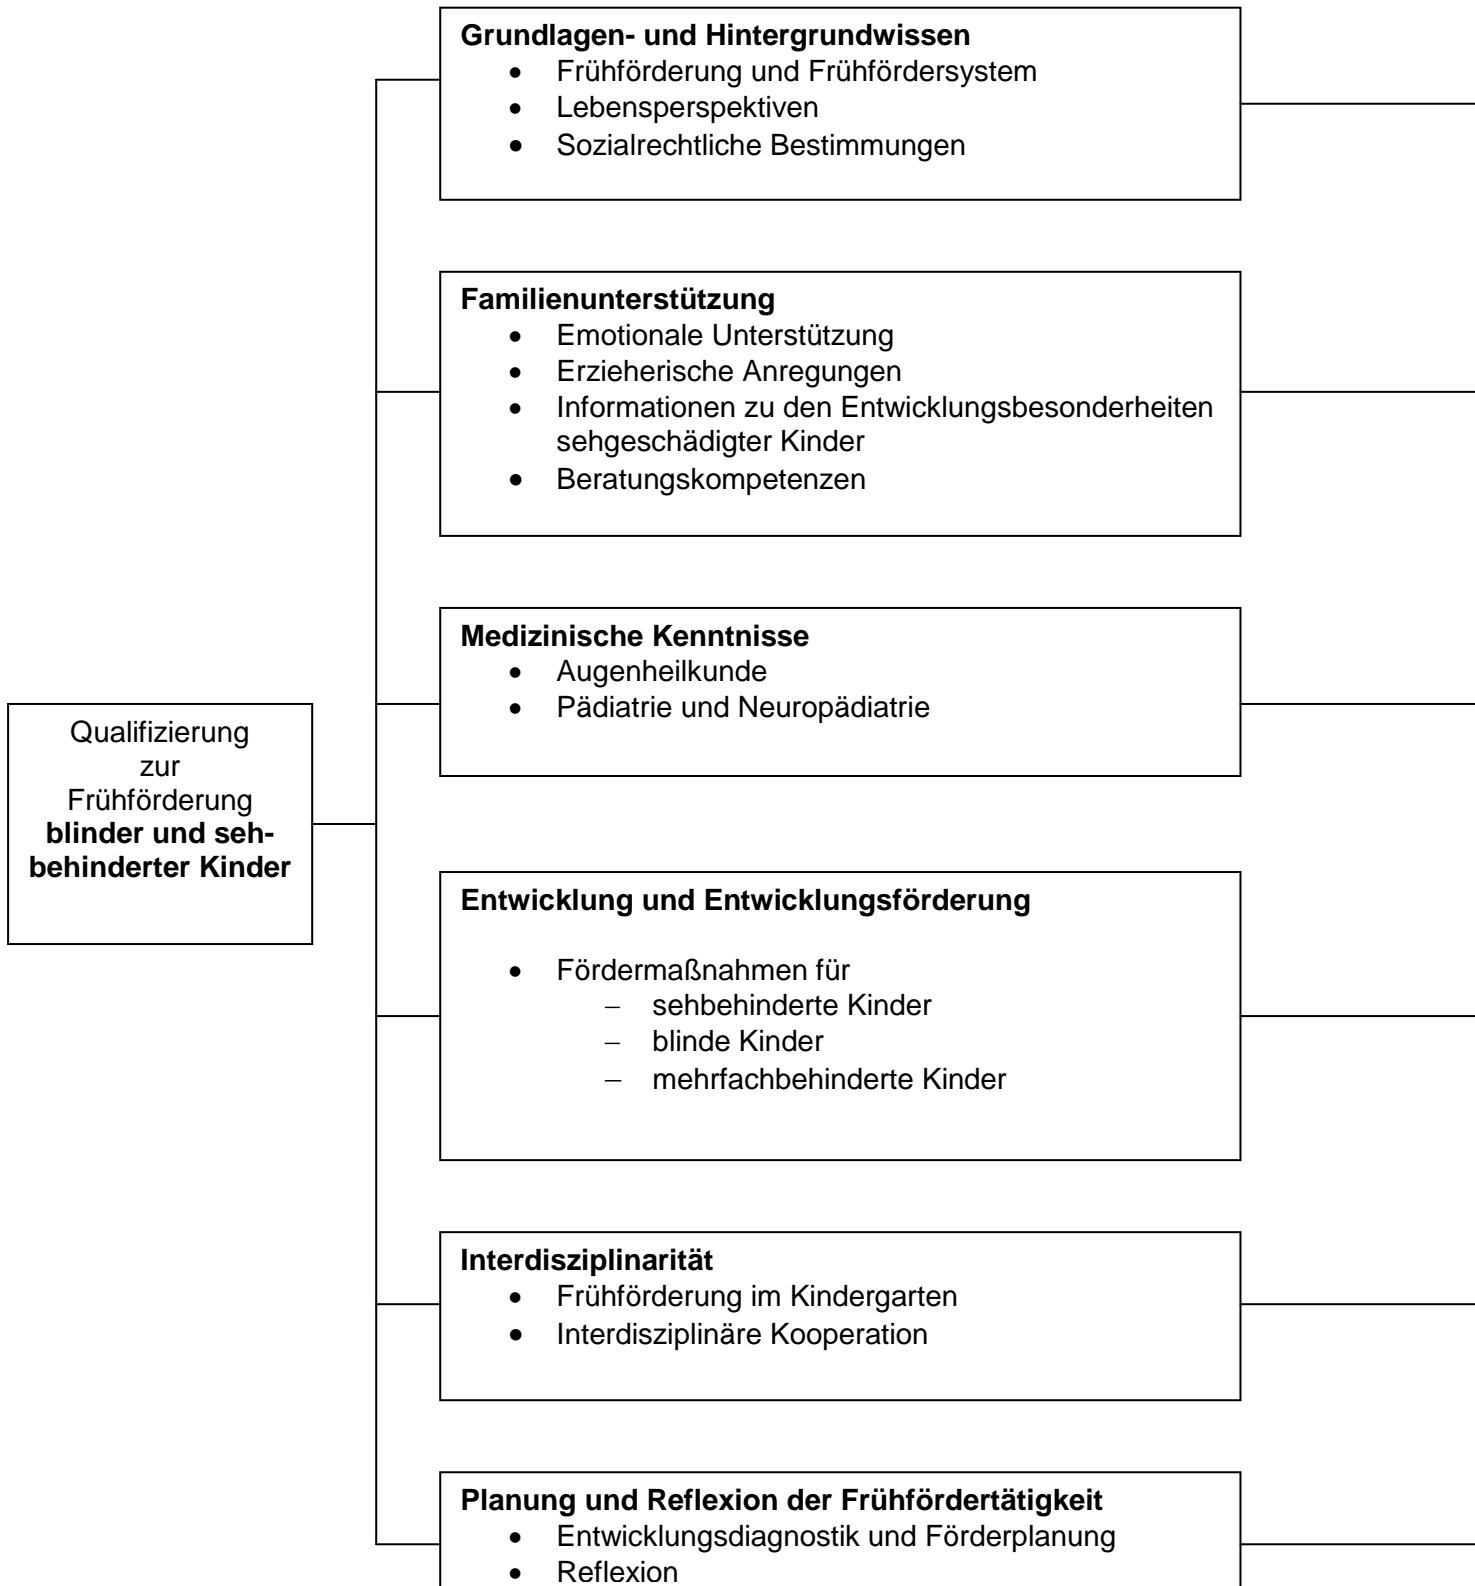 Grundlagen- und Hintergrundwissen
• Frühförderung und Frühfördersystem
• Lebensperspektiven
• Sozialrechtliche Bestimmungen
Familienunterstützung
• Emotionale Unterstützung
• Erzieherische Anregungen
• Informationen zu den Entwicklungsbesonderheiten
sehgeschädigter Kinder
• Beratungskompetenzen
Medizinische Kenntnisse
• Augenheilkunde
• Pädiatrie und Neuropädiatrie
Qualifizierung
zur
Frühförderung
blinder und seh-
behinderter Kinder
Entwicklung und Entwicklungsförderung
• Fördermaßnahmen für
– sehbehinderte Kinder
– blinde Kinder
– mehrfachbehinderte Kinder
Interdisziplinarität
• Frühförderung im Kindergarten
• Interdisziplinäre Kooperation
Planung und Reflexion der Frühfördertätigkeit
• Entwicklungsdiagnostik und Förderplanung
• Reflexion